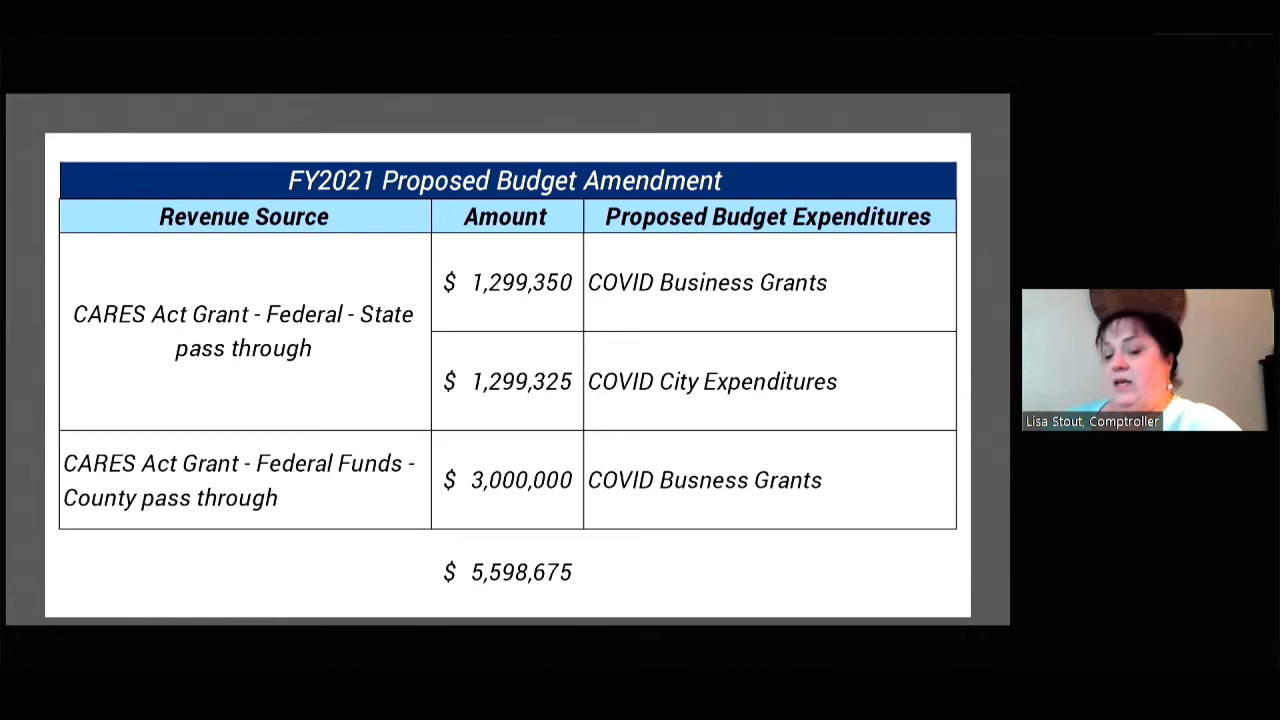 FY2021 Proposed Budget Amendment
Revenue Source Amount Proposed Budget Expenditures
CARES Act Grant - Federal - State
pass through
$ 1,299,350 COVID Business Grants
$ 1,299,325 COVID City Expenditures
CARES Act Grant - Federal Funds -
County pass through
$ 3,000,000 COVID Busness Grants
$ 5,598,675
Lisa Stout, Comptroller